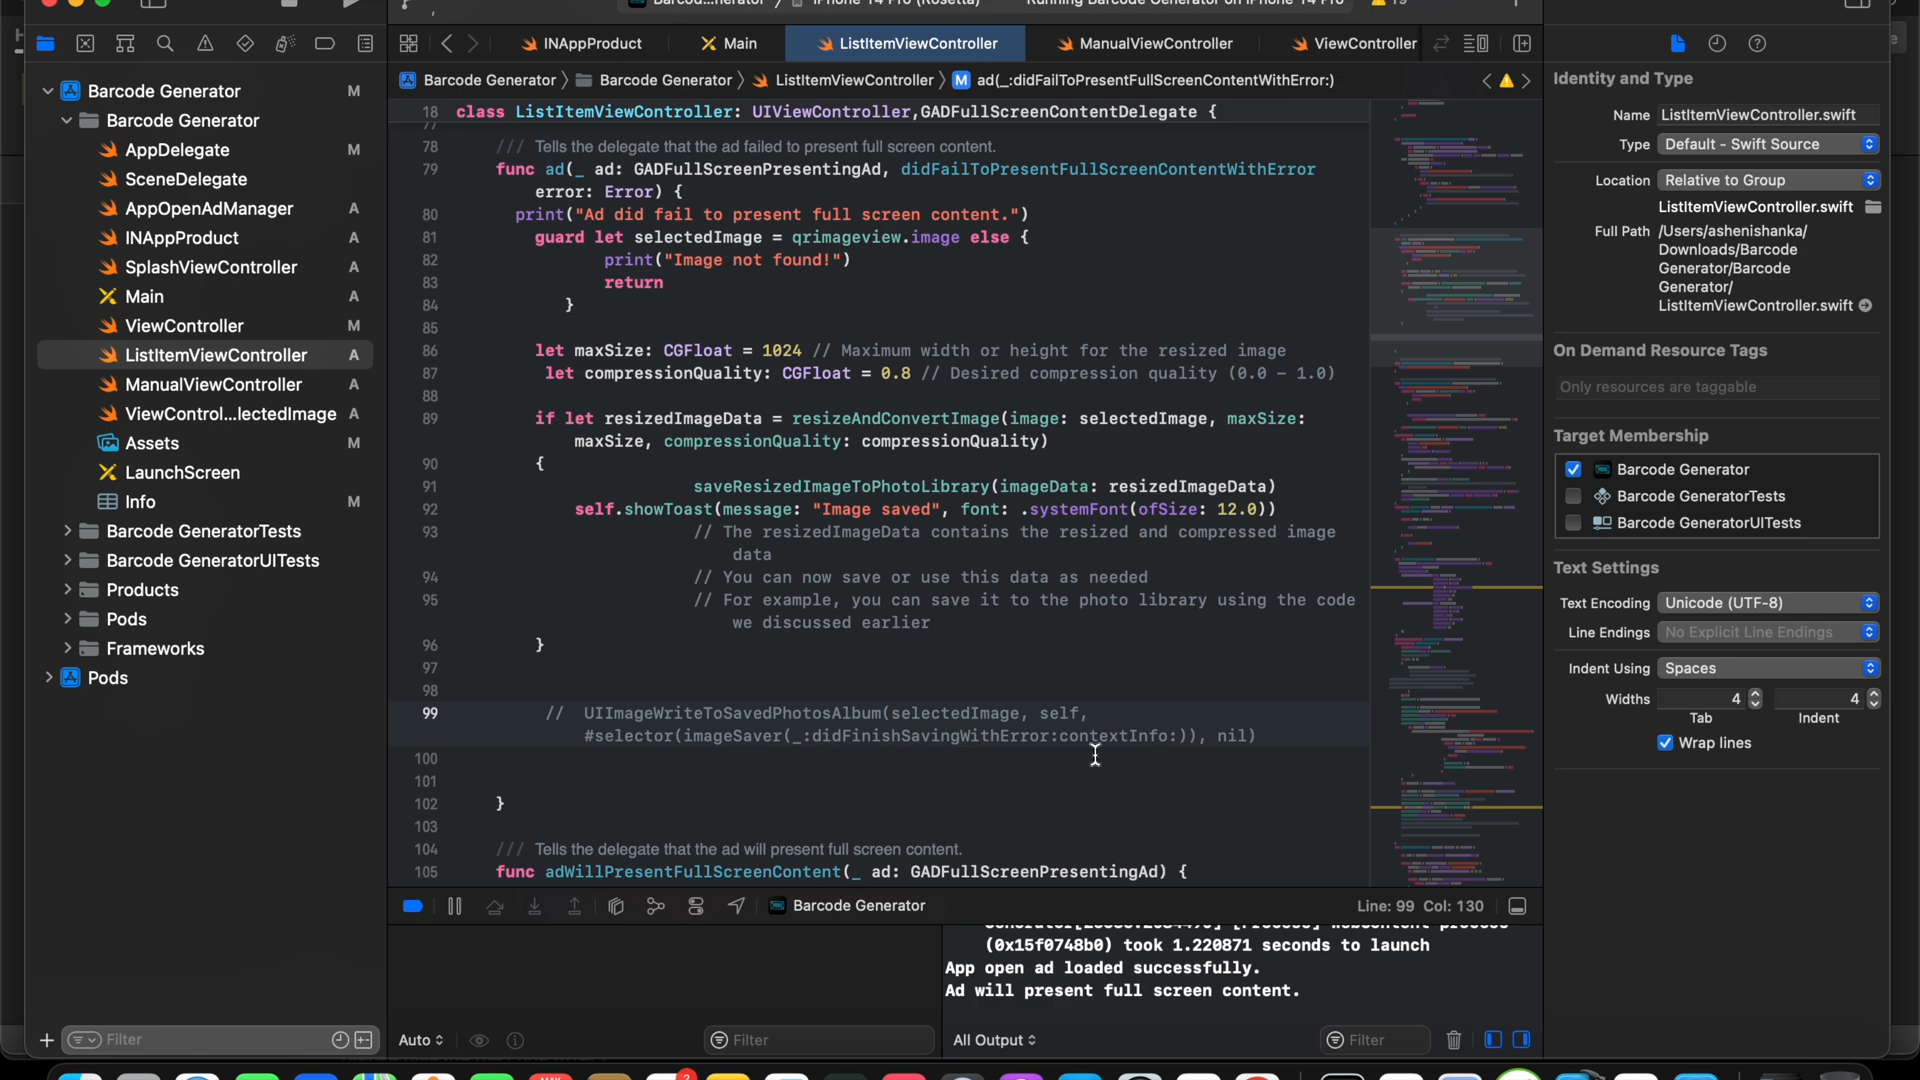 INAppProduct
Main
ListItemViewController
ManualViewController
ViewController
Barcode Generator
Barcode Generator
ListItemViewController
M
ad(_:didFailToPresentFullScreenContentWithError:)
Barcode Generator M
Barcode Generator
AppDelegate M
SceneDelegate
AppOpenAdManager A
INAppProduct A
SplashViewController A
Main A
ViewController M
ListItemViewController A
ManualViewController A
ViewControl...lectedImage A
Assets M
LaunchScreen
Info M
Barcode GeneratorTests
Barcode GeneratorUITests
Products
Pods
Frameworks
Pods
Filter
18 class ListItemViewController: UIViewController,GADFullScreenContentDelegate {
78 /// Tells the delegate that the ad failed to present full screen content.
79 func ad(_ ad: GADFullScreenPresentingAd, didFailToPresentFullScreenContentWithError
error: Error) {
80 print("Ad did fail to present full screen content.")
81 guard let selectedImage = qrimageview.image else {
82 print("Image not found!")
83 return
84 }
85
86 let maxSize: CGFloat = 1024 // Maximum width or height for the resized image
87 let compressionQuality: CGFloat = 0.8 // Desired compression quality (0.0 - 1.0)
88
89 if let resizedImageData = resizeAndConvertImage(image: selectedImage, maxSize:
maxSize, compressionQuality: compressionQuality)
90 {
91 saveResizedImageToPhotoLibrary(imageData: resizedImageData)
92 self.showToast(message: "Image saved", font: .systemFont(ofSize: 12.0))
93 // The resizedImageData contains the resized and compressed image
data
94 // You can now save or use this data as needed
95 // For example, you can save it to the photo library using the code
we discussed earlier
96 }
97
98
99 // UIImageWriteToSavedPhotosAlbum(selectedImage, self,
#selector(imageSaver(_:didFinishSavingWithError:contextInfo:)), nil)
100
101
102 }
103
104 /// Tells the delegate that the ad will present full screen content.
105 func adWillPresentFullScreenContent(_ ad: GADFullScreenPresentingAd) {
Barcode Generator
Line: 99 Col: 130
(0x15f0748b0) took 1.220871 seconds to launch
App open ad loaded successfully.
Ad will present full screen content.
Auto
Filter
All Output
Filter
Identity and Type
Name ListItemViewController.swift
Type Default - Swift Source
Location Relative to Group
ListItemViewController.swift
Full Path /Users/ashenishanka/
Downloads/Barcode
Generator/Barcode
Generator/
ListItemViewController.swift
On Demand Resource Tags
Only resources are taggable
Target Membership
Barcode Generator
Barcode GeneratorTests
Barcode GeneratorUITests
Text Settings
Text Encoding Unicode (UTF-8)
Line Endings No Explicit Line Endings
Indent Using Spaces
Widths 4 4
Tab Indent
Wrap lines
2